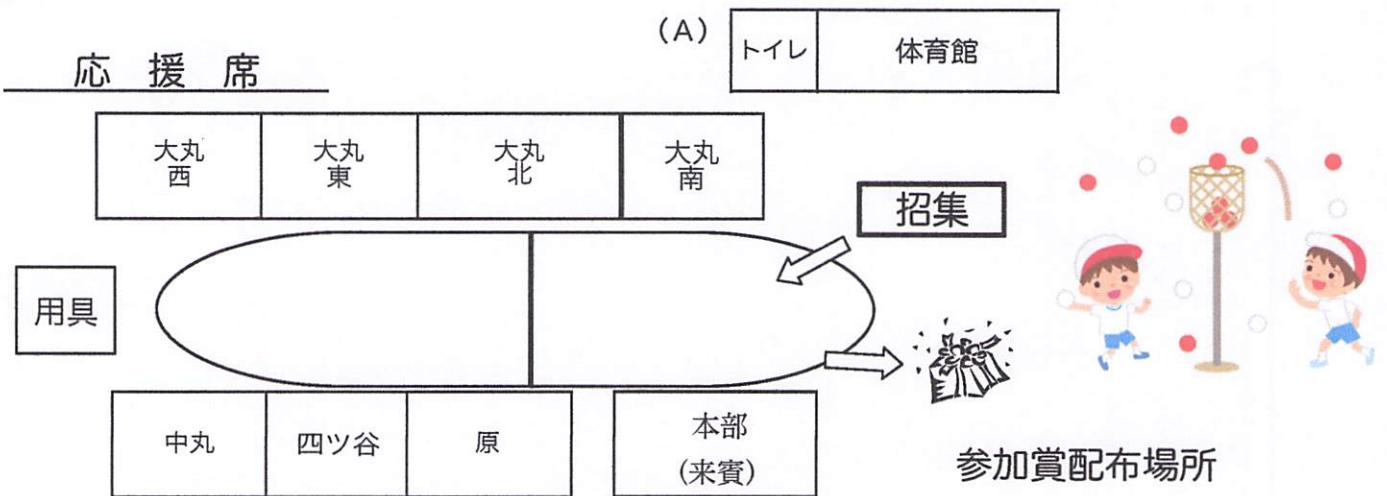 (A)
トイレ
体育館
応援席
大丸
西
大丸
東
大丸
北
大丸
南
招集
用具
中丸
四ツ谷
原
本部
(来賓)
参加賞配布場所